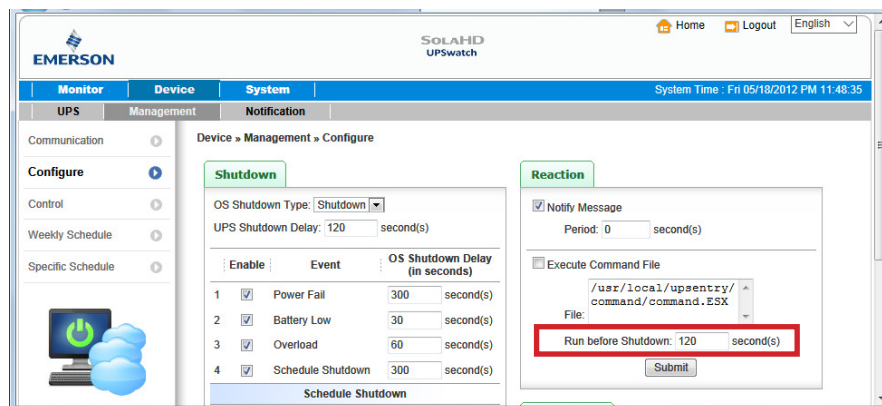 Home Logout English
EMERSON
SOLAHD
UPSwatch
Monitor Device System System Time : Fri 05/18/2012 PM 11:48:35
UPS Management Notification
Communication
Configure
Control
Weekly Schedule
Specific Schedule
Device » Management » Configure
Shutdown
OS Shutdown Type: Shutdown
UPS Shutdown Delay: 120 second(s)
Enable Event OS Shutdown Delay
(in seconds)
1 Power Fail 300 second(s)
2 Battery Low 30 second(s)
3 Overload 60 second(s)
4 Schedule Shutdown 300 second(s)
Schedule Shutdown
Reaction
Notify Message
Period: 0 second(s)
Execute Command File
/usr/local/upsentry/
command/command.ESX
File:
Run before Shutdown: 120 second(s)
Submit